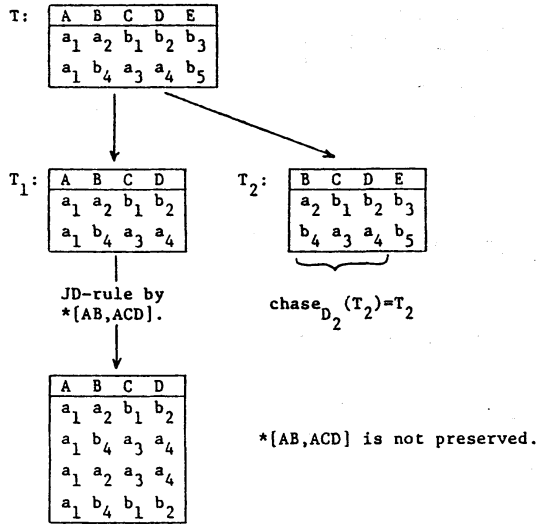 T: A B C D E
a1 a2 b1 b2 b3
a1 b4 a3 a4 b5
T1: A B C D
a1 a2 b1 b2
a1 b4 a3 a4
T2: B C D E
a2 b1 b2 b3
b4 a3 a4 b5
JD-rule by
*[AB,ACD].
chaseD2(T2)=T2
A B C D
a1 a2 b1 b2
a1 b4 a3 a4
a1 a2 a3 a4
a1 b4 b1 b2
*[AB,ACD] is not preserved.